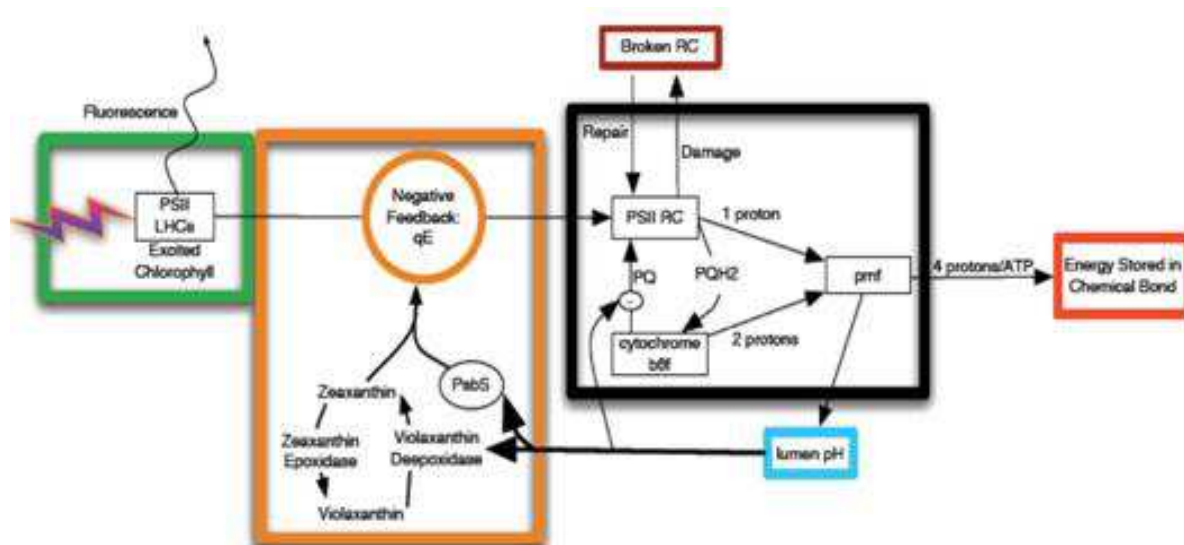 Fluorescence
PSII
LHCs
Excited
Chlorophyll
Negative
Feedback:
qE
Zeaxanthin
Zeaxanthin
Epoxidase
Violaxanthin
Deepoxidase
Violaxanthin
PsbS
Broken RC
Repair
Damage
PSII RC
1 proton
PQ
PQH2
-
cytochrome
b6f
2 protons
pmf
4 protons/ATP
Energy Stored in
Chemical Bond
lumen pH